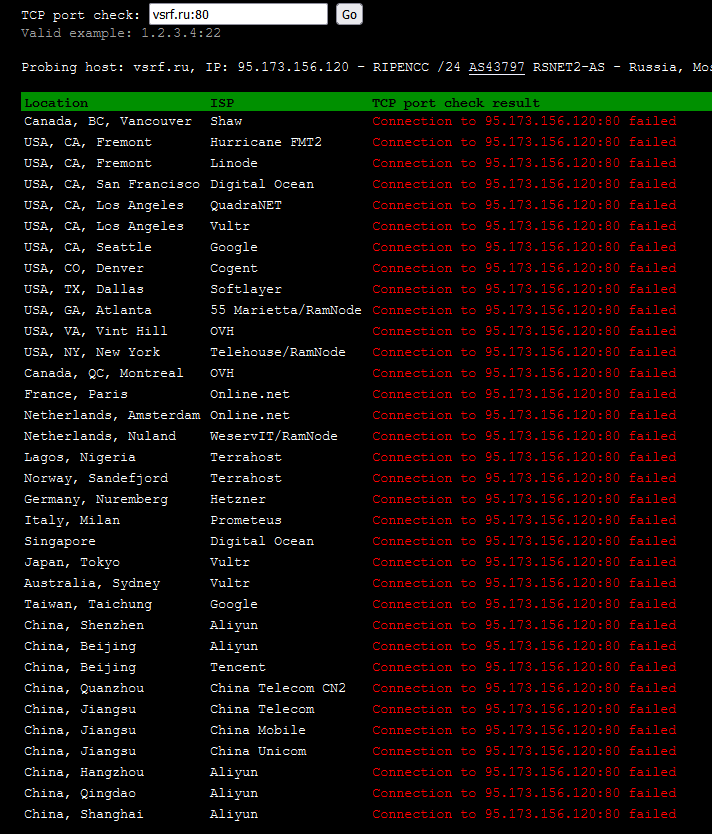 TCP port check: vsrf.ru:80 Go
Valid example: 1.2.3.4:22
Probing host: vsrf.ru, IP: 95.173.156.120 - RIPENCC /24 AS43797 RSNET2-AS - Russia, Mos
Location ISP TCP port check result
Canada, BC, Vancouver Shaw Connection to 95.173.156.120:80 failed
USA, CA, Fremont Hurricane FMT2 Connection to 95.173.156.120:80 failed
USA, CA, Fremont Linode Connection to 95.173.156.120:80 failed
USA, CA, San Francisco Digital Ocean Connection to 95.173.156.120:80 failed
USA, CA, Los Angeles QuadraNET Connection to 95.173.156.120:80 failed
USA, CA, Los Angeles Vultr Connection to 95.173.156.120:80 failed
USA, CA, Seattle Google Connection to 95.173.156.120:80 failed
USA, CO, Denver Cogent Connection to 95.173.156.120:80 failed
USA, TX, Dallas Softlayer Connection to 95.173.156.120:80 failed
USA, GA, Atlanta 55 Marietta/RamNode Connection to 95.173.156.120:80 failed
USA, VA, Vint Hill OVH Connection to 95.173.156.120:80 failed
USA, NY, New York Telehouse/RamNode Connection to 95.173.156.120:80 failed
Canada, QC, Montreal OVH Connection to 95.173.156.120:80 failed
France, Paris Online.net Connection to 95.173.156.120:80 failed
Netherlands, Amsterdam Online.net Connection to 95.173.156.120:80 failed
Netherlands, Nuland WeservIT/RamNode Connection to 95.173.156.120:80 failed
Lagos, Nigeria Terrahost Connection to 95.173.156.120:80 failed
Norway, Sandefjord Terrahost Connection to 95.173.156.120:80 failed
Germany, Nuremberg Hetzner Connection to 95.173.156.120:80 failed
Italy, Milan Prometeus Connection to 95.173.156.120:80 failed
Singapore Digital Ocean Connection to 95.173.156.120:80 failed
Japan, Tokyo Vultr Connection to 95.173.156.120:80 failed
Australia, Sydney Vultr Connection to 95.173.156.120:80 failed
Taiwan, Taichung Google Connection to 95.173.156.120:80 failed
China, Shenzhen Aliyun Connection to 95.173.156.120:80 failed
China, Beijing Aliyun Connection to 95.173.156.120:80 failed
China, Beijing Tencent Connection to 95.173.156.120:80 failed
China, Quanzhou China Telecom CN2 Connection to 95.173.156.120:80 failed
China, Jiangsu China Telecom Connection to 95.173.156.120:80 failed
China, Jiangsu China Mobile Connection to 95.173.156.120:80 failed
China, Jiangsu China Unicom Connection to 95.173.156.120:80 failed
China, Hangzhou Aliyun Connection to 95.173.156.120:80 failed
China, Qingdao Aliyun Connection to 95.173.156.120:80 failed
China, Shanghai Aliyun Connection to 95.173.156.120:80 failed